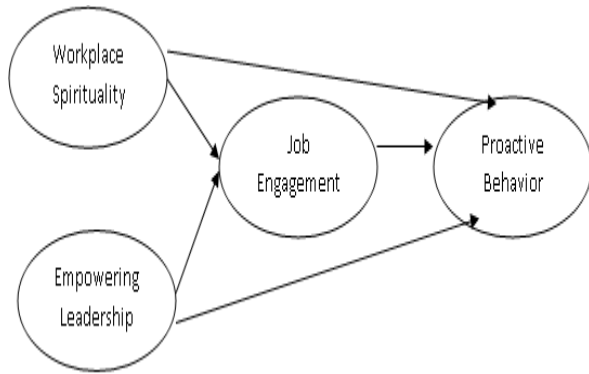 Workplace
Spirituality
Job
Engagement
Proactive
Behavior
Empowering
Leadership